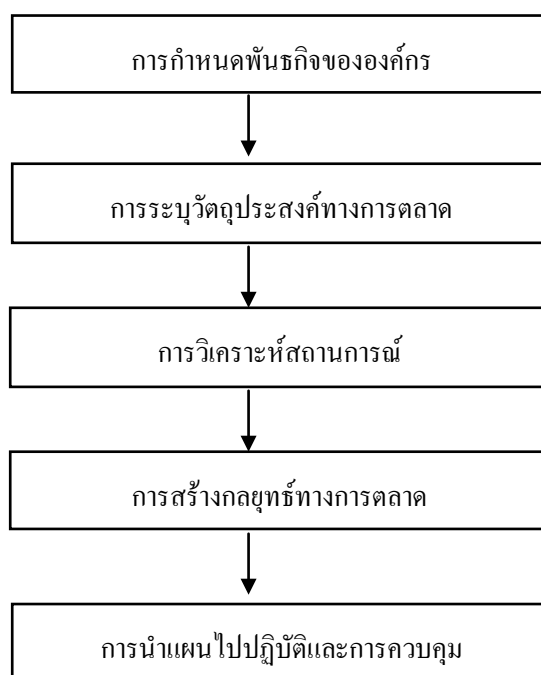 การกำหนดพันธกิจขององค์กร
การระบุวัตถุประสงค์ทางการตลาด
การวิเคราะห์สถานการณ์
การสร้างกลยุทธ์ทางการตลาด
การนำแผนไปปฏิบัติและการควบคุม